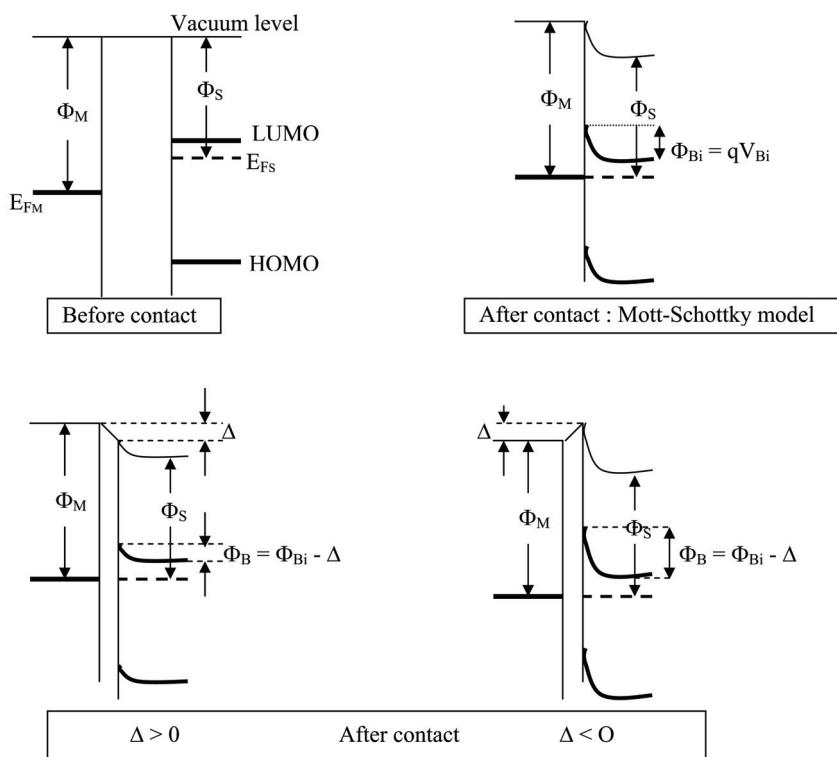 Vacuum level
Φ_M
Φ_S
LUMO
E_FS
E_FM
HOMO
Before contact
Φ_M
Φ_S
Φ_Bi = qV_Bi
After contact : Mott-Schottky model
Δ
Φ_M
Φ_S
Φ_B = Φ_Bi - Δ
Δ
Φ_M
Φ_S
Φ_B = Φ_Bi - Δ
Δ > 0 After contact Δ < O